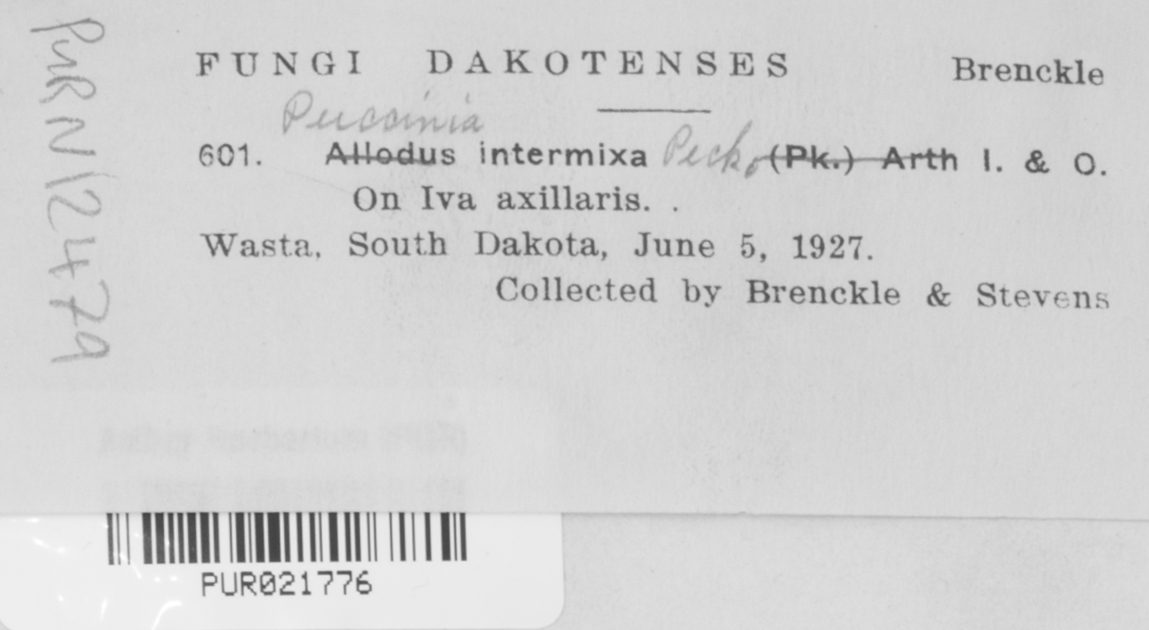 PUR N12479
FUNGI DAKOTENSES Brenckle
Puccinia
601. Allodus intermixa Peck, (Pk.) Arth I. & O.
On Iva axillaris. .
Wasta, South Dakota, June 5, 1927.
Collected by Brenckle & Stevens
PUR021776